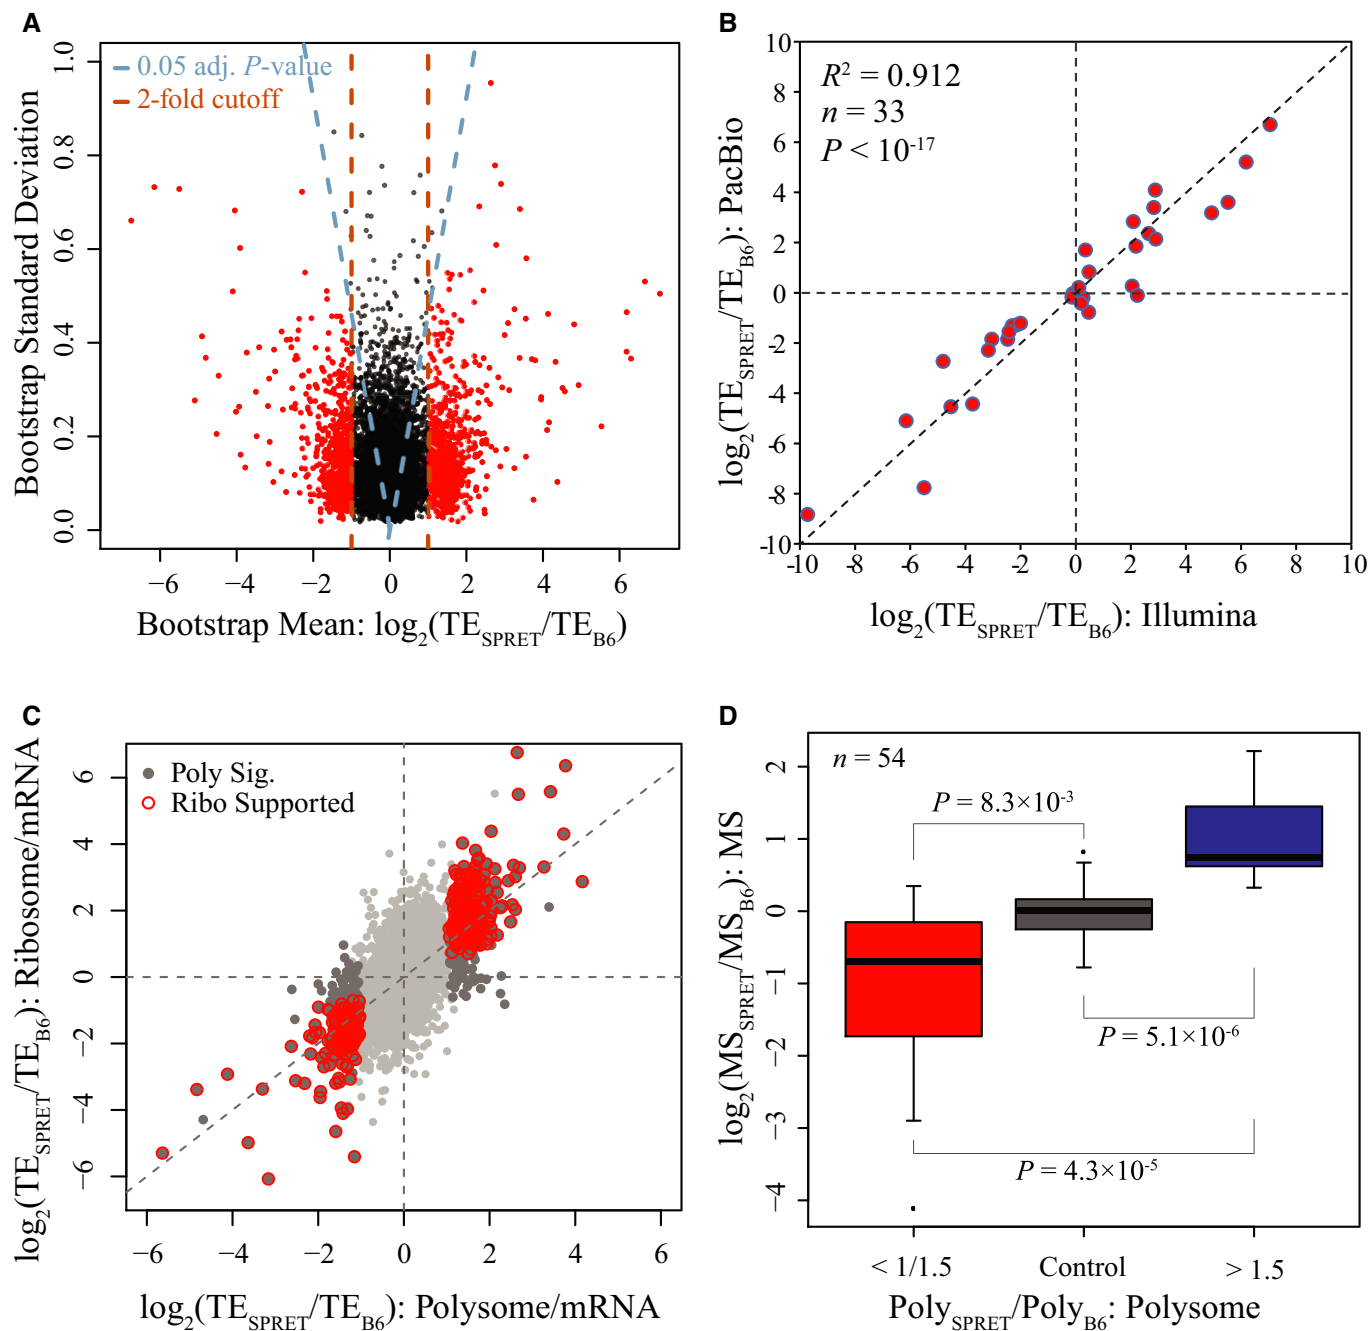 A
0.05 adj. P-value
2-fold cutoff
Bootstrap Standard Deviation
1.0
0.8
0.6
0.4
0.2
0.0
−6
−4
−2
0
2
4
6
Bootstrap Mean: log2(TESPRET/TEB6)
B
R2 = 0.912
n = 33
P < 10-17
log2(TESPRET/TEB6): PacBio
10
8
6
4
2
0
-2
-4
-6
-8
-10
-10
-8
-6
-4
-2
0
2
4
6
8
10
log2(TESPRET/TEB6): Illumina
C
Poly Sig.
Ribo Supported
log2(TESPRET/TEB6): Ribosome/mRNA
6
4
2
0
−2
−4
−6
−6
−4
−2
0
2
4
6
log2(TESPRET/TEB6): Polysome/mRNA
D
n = 54
P = 8.3×10-3
P = 5.1×10-6
P = 4.3×10-5
log2(MSSPRET/MSB6): MS
2
1
0
−1
−2
−3
−4
< 1/1.5
Control
> 1.5
PolySPRET/PolyB6: Polysome